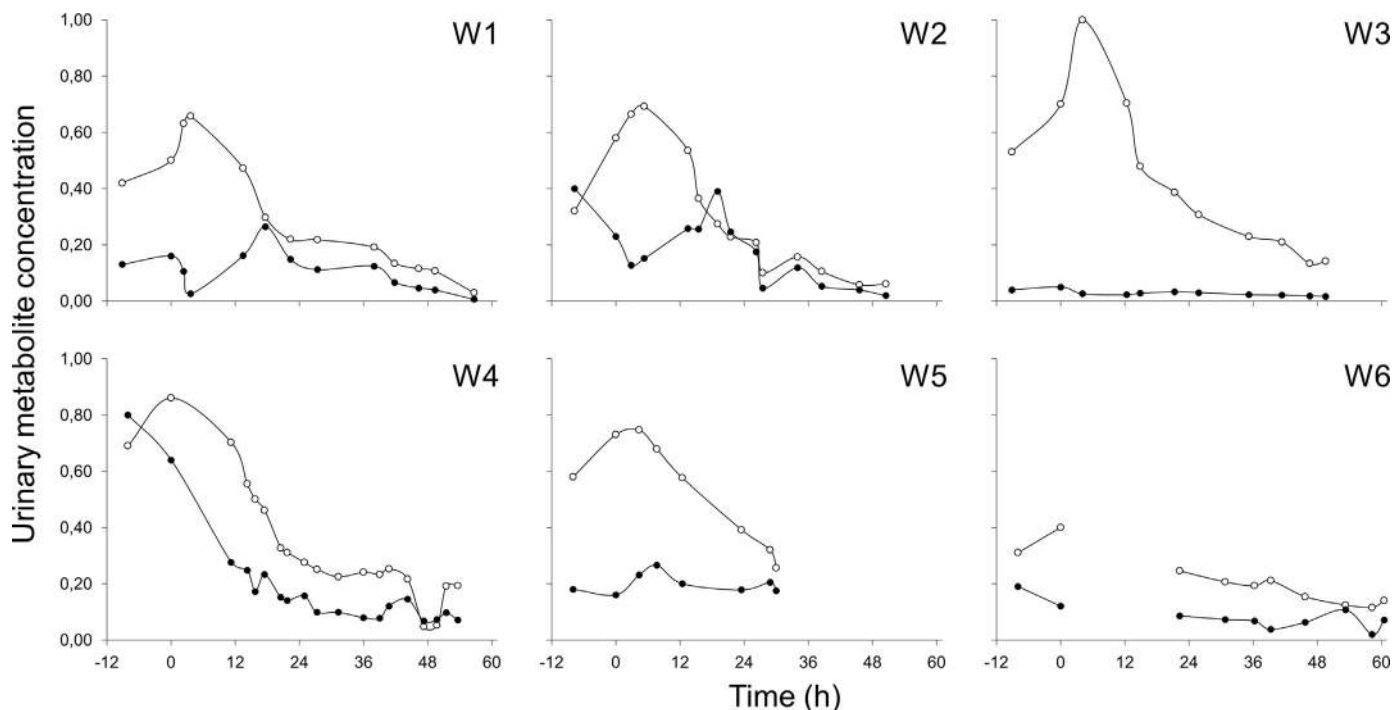 Urinary metabolite concentration
W1
1,00
0,80
0,60
0,40
0,20
0,00
W2
W3
W4
1,00
0,80
0,60
0,40
0,20
0,00
-12 0 12 24 36 48 60
W5
-12 0 12 24 36 48 60
W6
-12 0 12 24 36 48 60
Time (h)